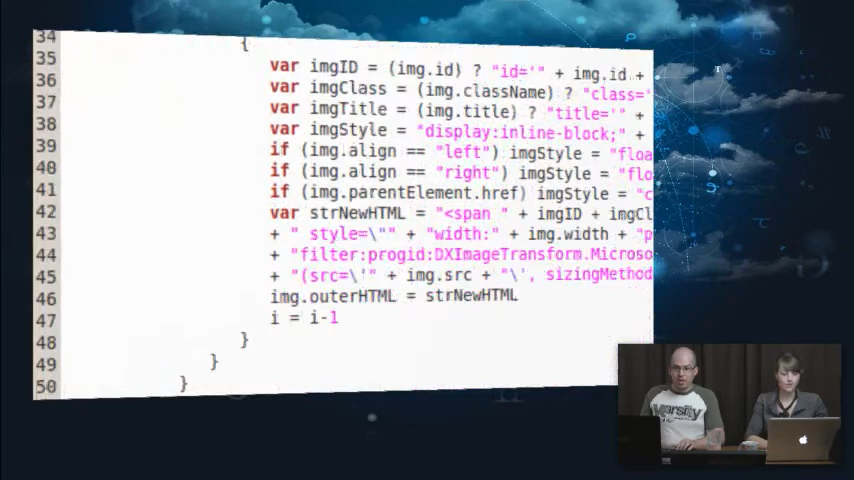 34 {
35 var imgID = (img.id) ? "id='" + img.id +
36 var imgClass = (img.className) ? "class='
37 var imgTitle = (img.title) ? "title='" +
38 var imgStyle = "display:inline-block;" +
39 if (img.align == "left") imgStyle = "floa
40 if (img.align == "right") imgStyle = "flo
41 if (img.parentElement.href) imgStyle = "c
42 var strNewHTML = "<span " + imgID + imgCl
43 + " style=\"" + "width:" + img.width + "p
44 + "filter:progid:DXImageTransform.Microso
45 + "(src=\'" + img.src + "\', sizingMethod
46 img.outerHTML = strNewHTML
47 i = i-1
48 }
49 }
50 }
varsity